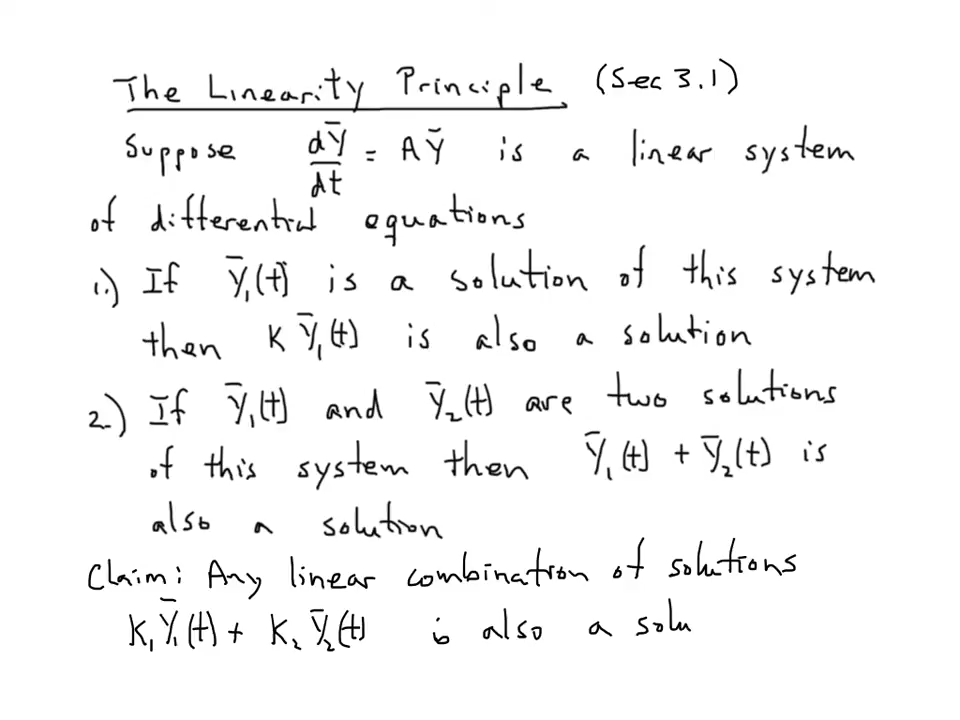 The Linearity Principle (Sec 3.1)
Suppose dȲ/dt = AȲ is a linear system
of differential equations
1.) If Ȳ₁(t) is a solution of this system
then K Ȳ₁(t) is also a solution
2.) If Ȳ₁(t) and Ȳ₂(t) are two solutions
of this system then Ȳ₁(t) + Ȳ₂(t) is
also a solution
Claim: Any linear combination of solutions
K₁Ȳ₁(t) + K₂Ȳ₂(t) is also a solu